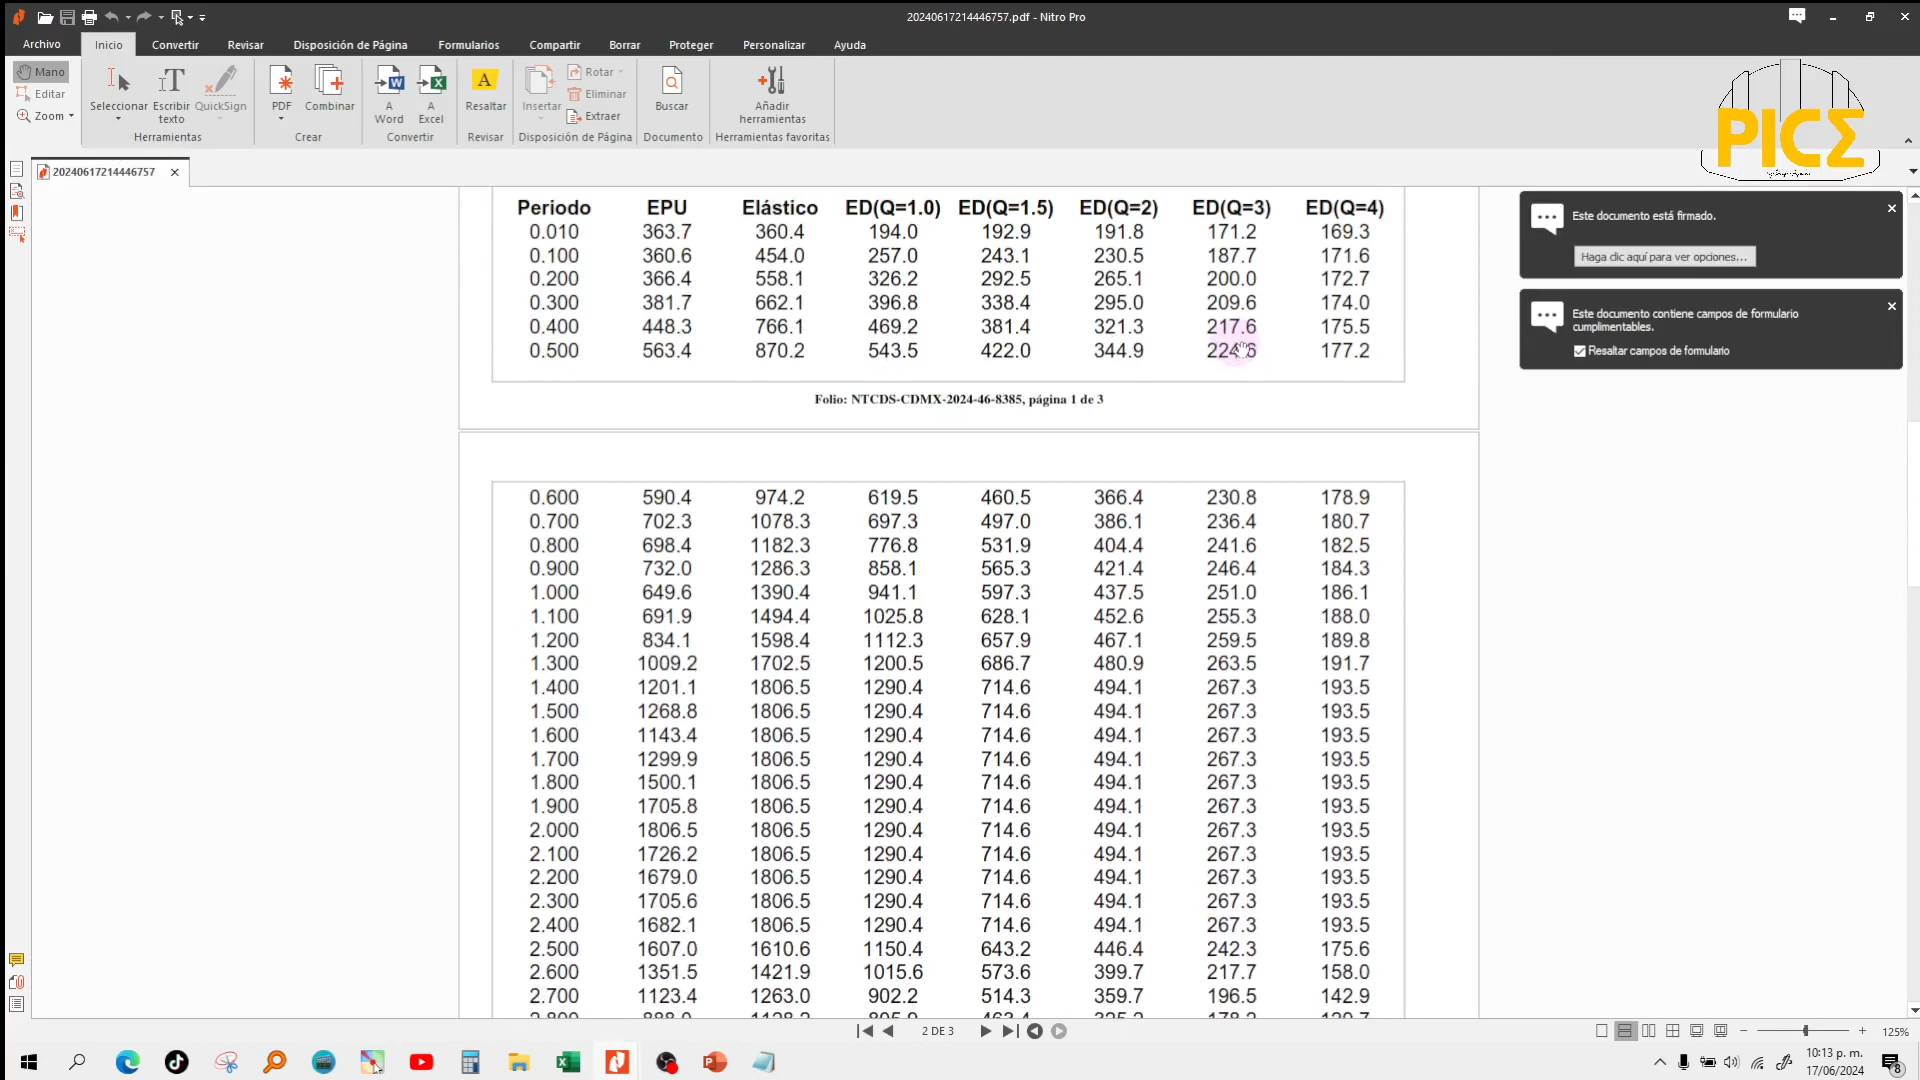 20240617214446757.pdf - Nitro Pro
Archivo Inicio Convertir Revisar Disposición de Página Formularios Compartir Borrar Proteger Personalizar Ayuda
Mano
Editar
Zoom
Seleccionar
Escribir texto
QuickSign
Herramientas
PDF
Combinar
Crear
A Word
A Excel
Convertir
Resaltar
Revisar
Insertar
Rotar
Eliminar
Extraer
Disposición de Página
Buscar
Documento
Añadir herramientas
Herramientas favoritas
PICΣ
20240617214446757
Periodo EPU Elástico ED(Q=1.0) ED(Q=1.5) ED(Q=2) ED(Q=3) ED(Q=4)
0.010 363.7 360.4 194.0 192.9 191.8 171.2 169.3
0.100 360.6 454.0 257.0 243.1 230.5 187.7 171.6
0.200 366.4 558.1 326.2 292.5 265.1 200.0 172.7
0.300 381.7 662.1 396.8 338.4 295.0 209.6 174.0
0.400 448.3 766.1 469.2 381.4 321.3 217.6 175.5
0.500 563.4 870.2 543.5 422.0 344.9 177.2
Folio: NTCDS-CDMX-2024-46-8385, página 1 de 3
0.600 590.4 974.2 619.5 460.5 366.4 230.8 178.9
0.700 702.3 1078.3 697.3 497.0 386.1 236.4 180.7
0.800 698.4 1182.3 776.8 531.9 404.4 241.6 182.5
0.900 732.0 1286.3 858.1 565.3 421.4 246.4 184.3
1.000 649.6 1390.4 941.1 597.3 437.5 251.0 186.1
1.100 691.9 1494.4 1025.8 628.1 452.6 255.3 188.0
1.200 834.1 1598.4 1112.3 657.9 467.1 259.5 189.8
1.300 1009.2 1702.5 1200.5 686.7 480.9 263.5 191.7
1.400 1201.1 1806.5 1290.4 714.6 494.1 267.3 193.5
1.500 1268.8 1806.5 1290.4 714.6 494.1 267.3 193.5
1.600 1143.4 1806.5 1290.4 714.6 494.1 267.3 193.5
1.700 1299.9 1806.5 1290.4 714.6 494.1 267.3 193.5
1.800 1500.1 1806.5 1290.4 714.6 494.1 267.3 193.5
1.900 1705.8 1806.5 1290.4 714.6 494.1 267.3 193.5
2.000 1806.5 1806.5 1290.4 714.6 494.1 267.3 193.5
2.100 1726.2 1806.5 1290.4 714.6 494.1 267.3 193.5
2.200 1679.0 1806.5 1290.4 714.6 494.1 267.3 193.5
2.300 1705.6 1806.5 1290.4 714.6 494.1 267.3 193.5
2.400 1682.1 1806.5 1290.4 714.6 494.1 267.3 193.5
2.500 1607.0 1610.6 1150.4 643.2 446.4 242.3 175.6
2.600 1351.5 1421.9 1015.6 573.6 399.7 217.7 158.0
2.700 1123.4 1263.0 902.2 514.3 359.7 196.5 142.9
Este documento está firmado.
Haga clic aquí para ver opciones...
Este documento contiene campos de formulario
cumplimentables.
Resaltar campos de formulario
2 DE 3
125%
10:13 p. m.
17/06/2024
8